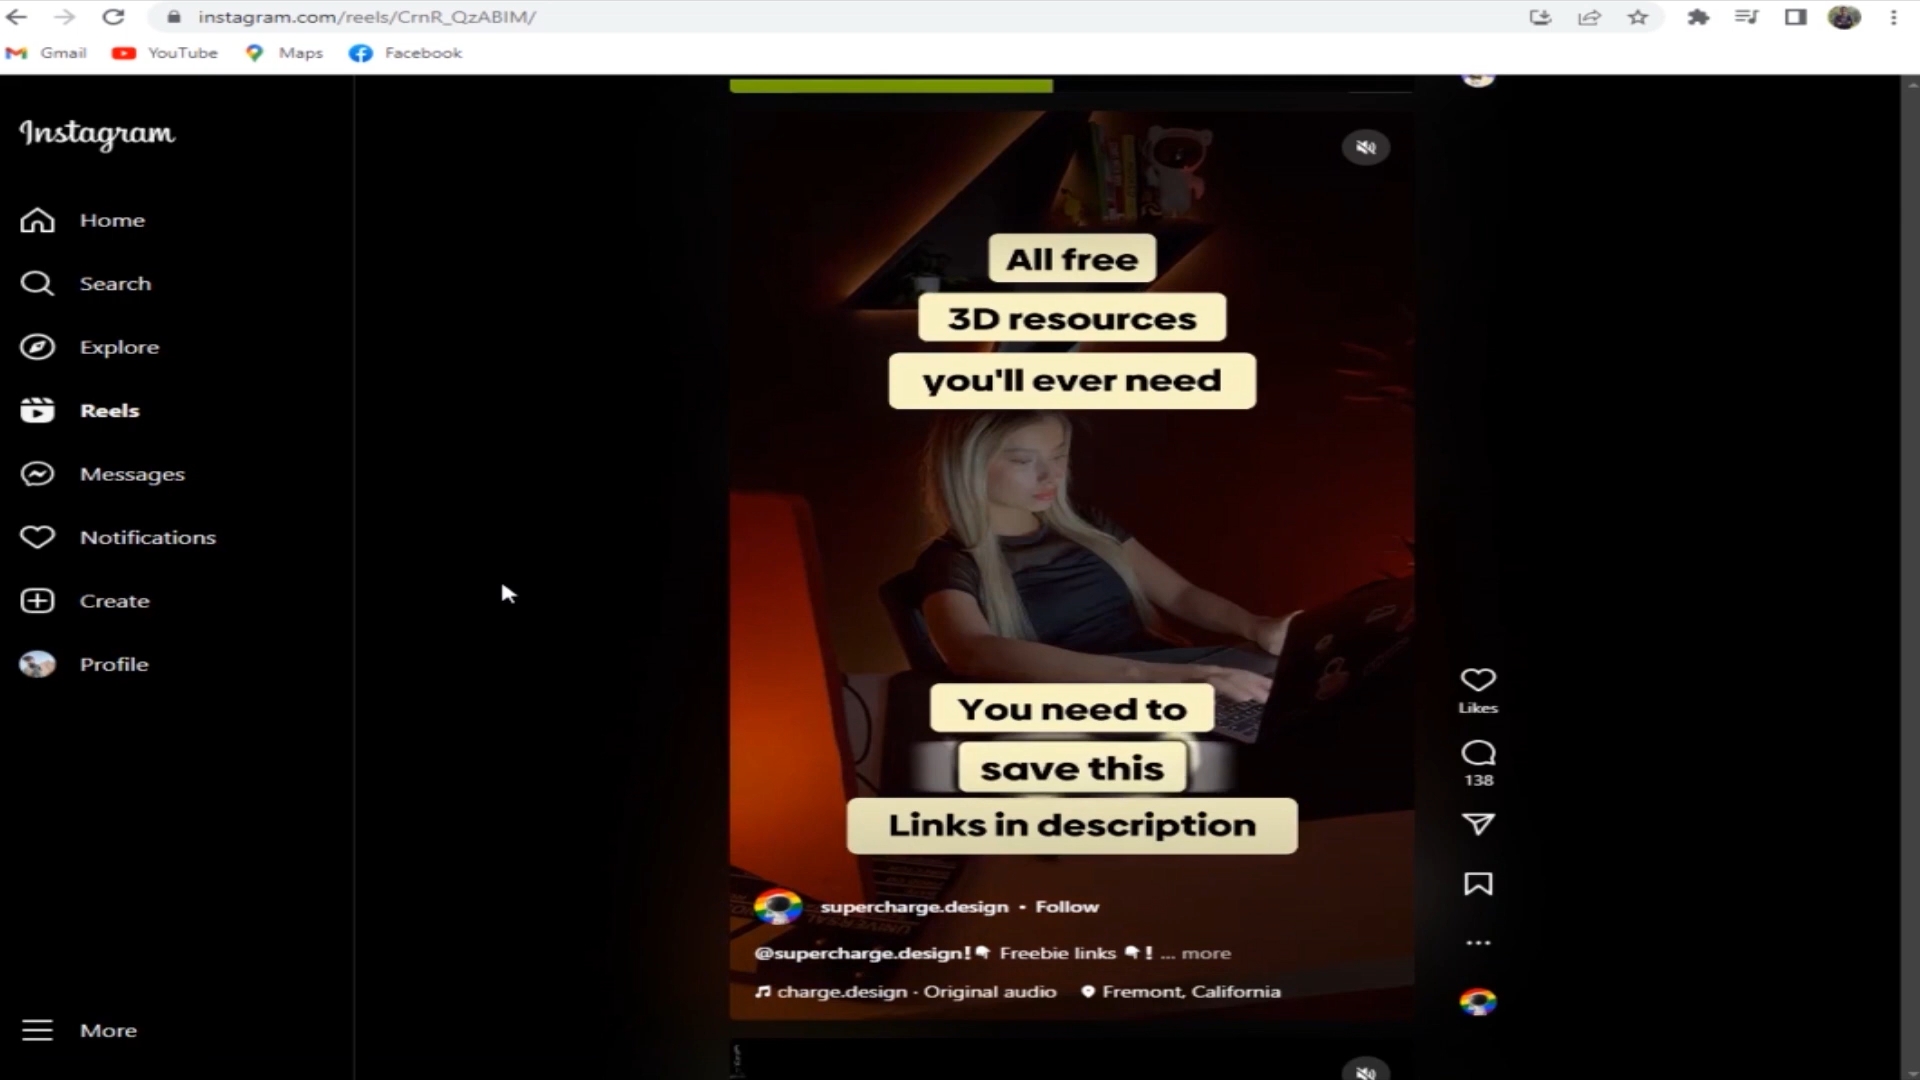 instagram.com/reels/CrnR_QzABIM/
Gmail YouTube Maps Facebook
Instagram
Home
Search
Explore
Reels
Messages
Notifications
Create
Profile
More
All free
3D resources
you'll ever need
You need to
save this
Links in description
supercharge.design • Follow
@supercharge.design!👇 Freebie links 👇! ... more
charge.design · Original audio Fremont, California
Likes
138